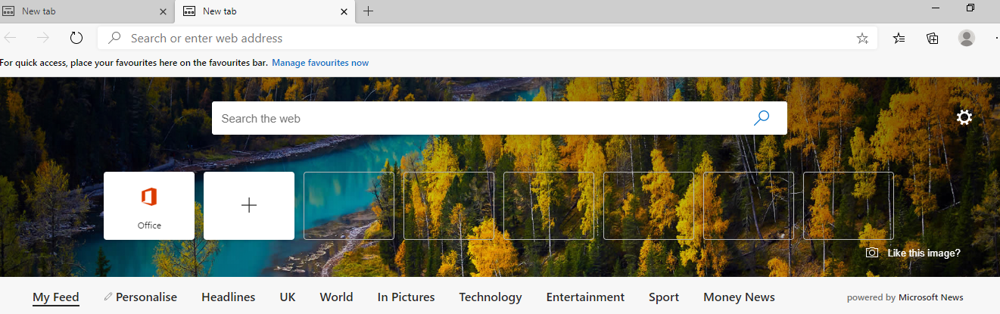 New tab
New tab
Search or enter web address
For quick access, place your favourites here on the favourites bar. Manage favourites now
Search the web
Office
Like this image?
My Feed Personalise Headlines UK World In Pictures Technology Entertainment Sport Money News powered by Microsoft News